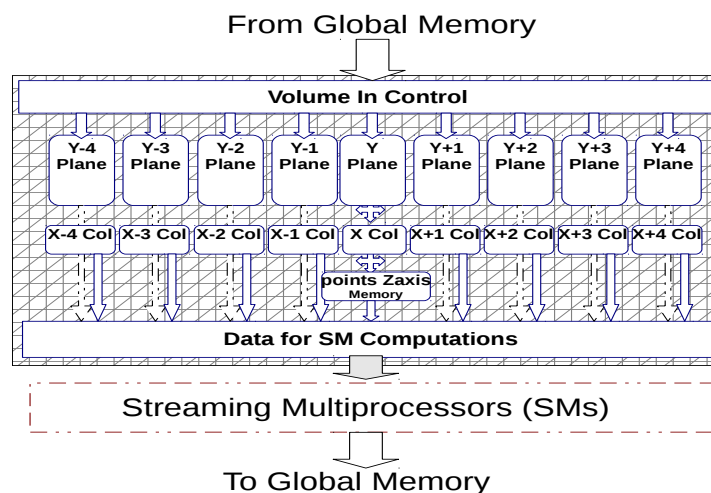 From Global Memory
Volume In Control
Y-4 Plane
Y-3 Plane
Y-2 Plane
Y-1 Plane
Y Plane
Y+1 Plane
Y+2 Plane
Y+3 Plane
Y+4 Plane
X-4 Col
X-3 Col
X-2 Col
X-1 Col
X Col
X+1 Col
X+2 Col
X+3 Col
X+4 Col
points Zaxis
Memory
Data for SM Computations
Streaming Multiprocessors (SMs)
To Global Memory